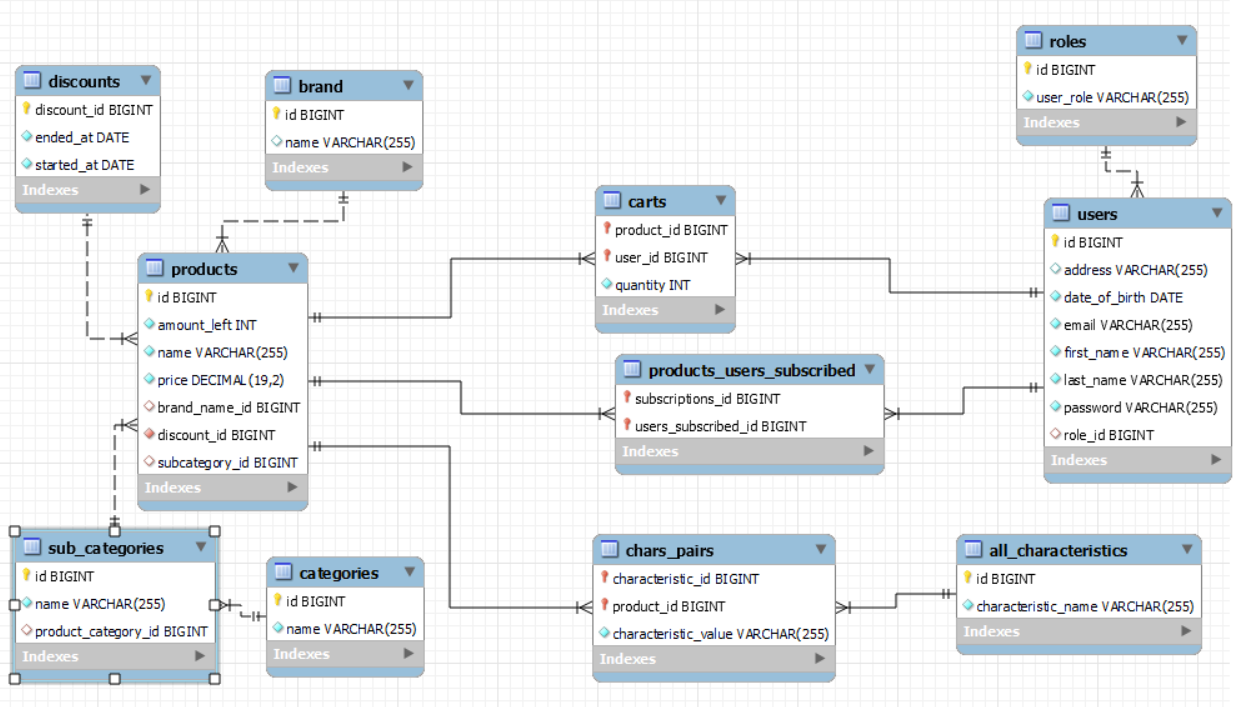 discounts
discount_id BIGINT
ended_at DATE
started_at DATE
Indexes
brand
id BIGINT
name VARCHAR(255)
Indexes
roles
id BIGINT
user_role VARCHAR(255)
Indexes
carts
product_id BIGINT
user_id BIGINT
quantity INT
Indexes
users
id BIGINT
address VARCHAR(255)
date_of_birth DATE
email VARCHAR(255)
first_name VARCHAR(255)
last_name VARCHAR(255)
password VARCHAR(255)
role_id BIGINT
Indexes
products
id BIGINT
amount_left INT
name VARCHAR(255)
price DECIMAL(19,2)
brand_name_id BIGINT
discount_id BIGINT
subcategory_id BIGINT
Indexes
products_users_subscribed
subscriptions_id BIGINT
users_subscribed_id BIGINT
Indexes
sub_categories
id BIGINT
name VARCHAR(255)
product_category_id BIGINT
Indexes
categories
id BIGINT
name VARCHAR(255)
Indexes
chars_pairs
characteristic_id BIGINT
product_id BIGINT
characteristic_value VARCHAR(255)
Indexes
all_characteristics
id BIGINT
characteristic_name VARCHAR(255)
Indexes